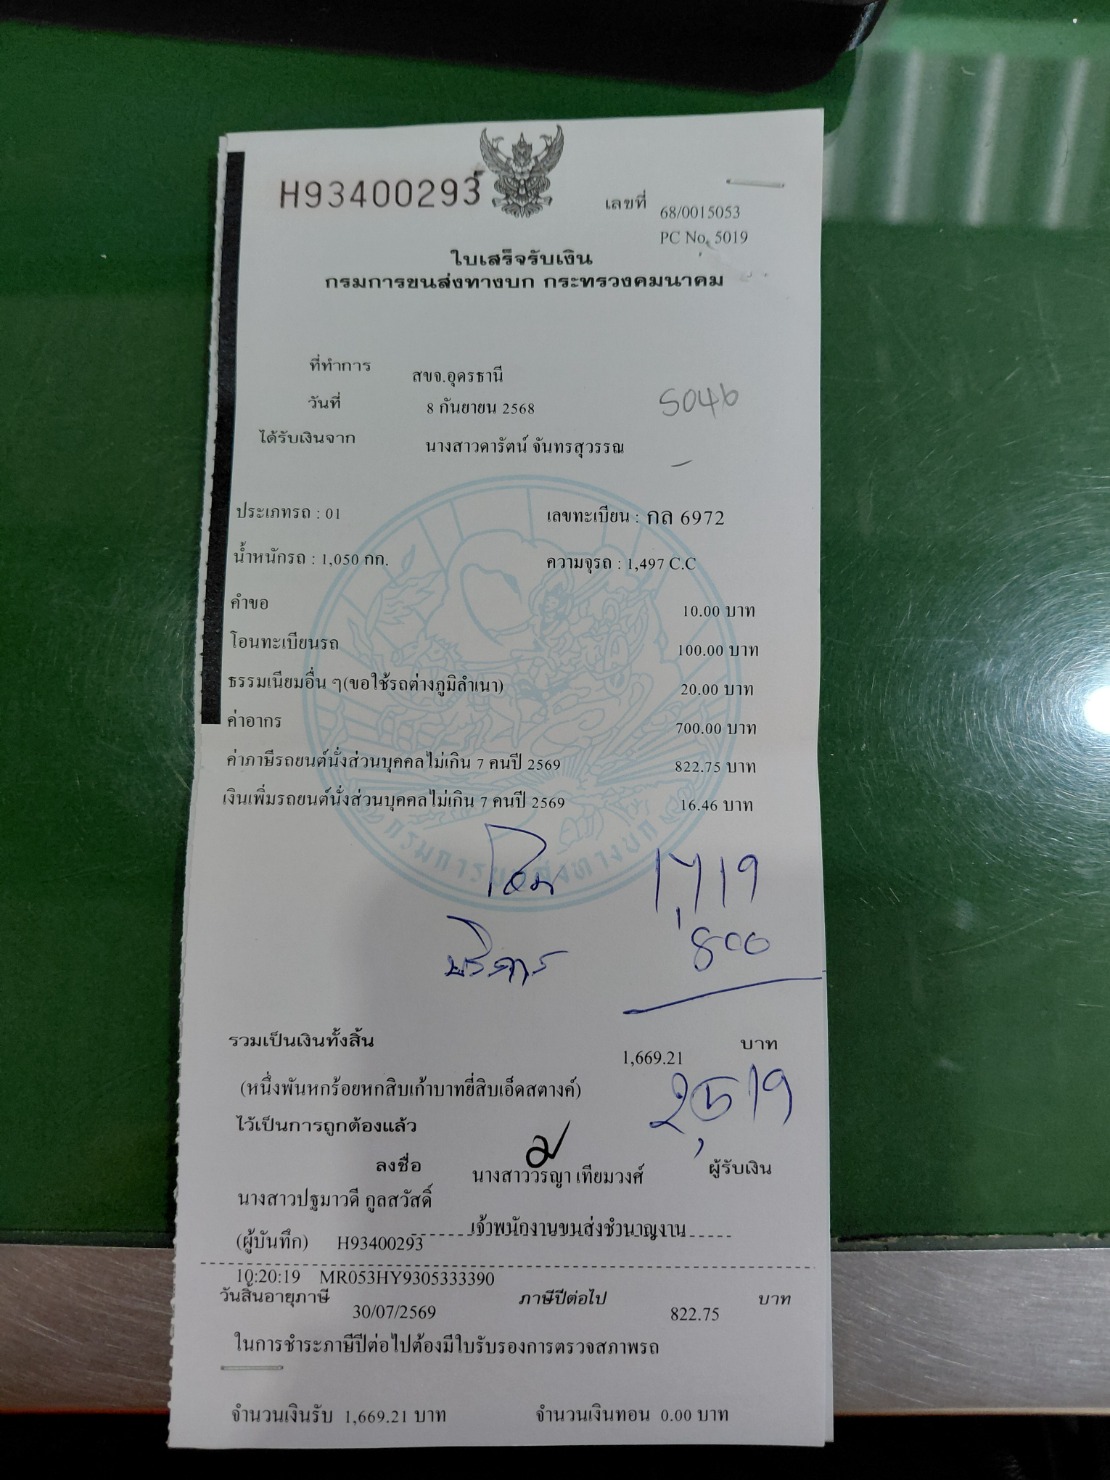 H93400293
เลขที่ 68/0015053
PC No. 5019
ใบเสร็จรับเงิน
กรมการขนส่งทางบก กระทรวงคมนาคม
ที่ทำการ สขจ.อุดรธานี
วันที่ 8 กันยายน 2568
5046
ได้รับเงินจาก นางสาวดารัตน์ จันทรสุวรรณ
ประเภทรถ : 01 เลขทะเบียน : กล 6972
น้ำหนักรถ : 1,050 กก. ความจุรถ : 1,497 C.C
คำขอ 10.00 บาท
โอนทะเบียนรถ 100.00 บาท
ธรรมเนียมอื่น ๆ(ขอใช้รถต่างภูมิลำเนา) 20.00 บาท
ค่าอากร 700.00 บาท
ค่าภาษีรถยนต์นั่งส่วนบุคคลไม่เกิน 7 คนปี 2569 822.75 บาท
เงินเพิ่มรถยนต์นั่งส่วนบุคคลไม่เกิน 7 คนปี 2569 16.46 บาท
กรมการขนส่งทางบก
โอน 1,719
บริการ 800
รวมเป็นเงินทั้งสิ้น 1,669.21 บาท
(หนึ่งพันหกร้อยหกสิบเก้าบาทยี่สิบเอ็ดสตางค์)
2,519
ไว้เป็นการถูกต้องแล้ว
ลงชื่อ นางสาววรัญญา เทียมวงศ์ ผู้รับเงิน
นางสาวปฐมาวดี กูลสวัสดิ์
เจ้าพนักงานขนส่งชำนาญงาน
(ผู้บันทึก) H93400293
10:20:19 MR053HY9305333390
วันสิ้นอายุภาษี 30/07/2569 ภาษีปีต่อไป 822.75 บาท
ในการชำระภาษีปีต่อไปต้องมีใบรับรองการตรวจสภาพรถ
จำนวนเงินรับ 1,669.21 บาท จำนวนเงินทอน 0.00 บาท